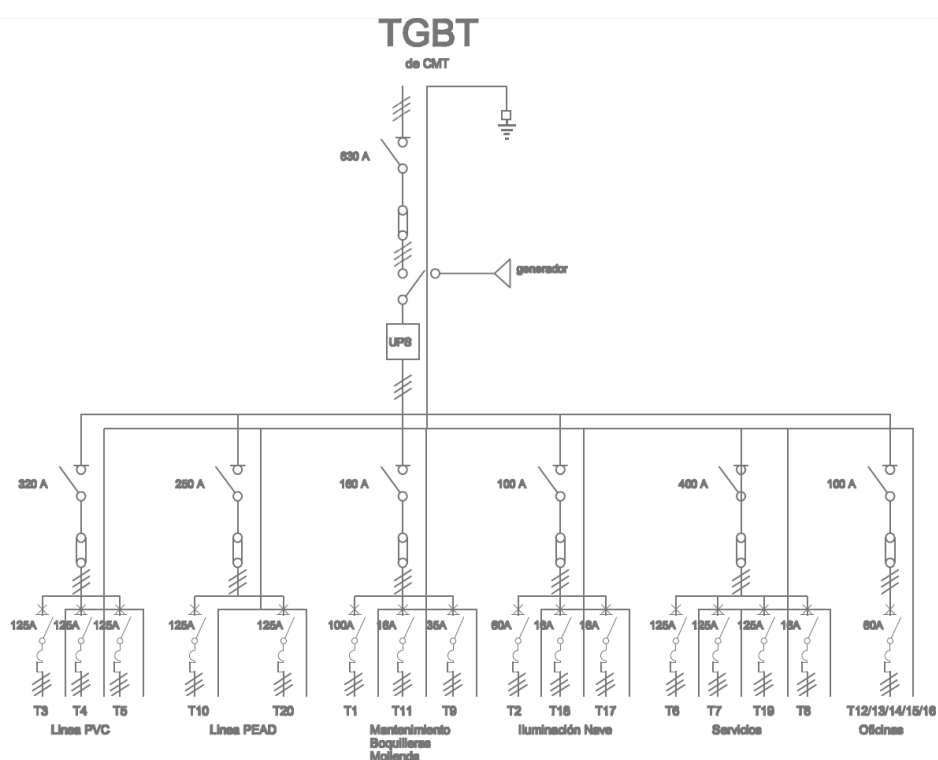 TGBT
de CMT
630 A
generador
UPS
320 A
250 A
160 A
100 A
400 A
100 A
125A
125A
125A
125A
125A
100A
16A
35A
60A
16A
16A
125A
125A
125A
16A
60A
T3
T4
T5
T10
T20
T1
T11
T9
T2
T18
T17
T6
T7
T19
T8
T12/13/14/15/16
Linea PVC
Linea PEAD
Mantenimiento
Boquilleras
Molienda
Iluminación Nave
Servicios
Oficinas